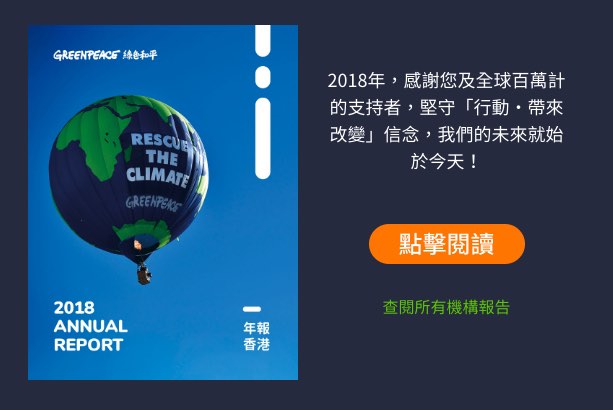 GREENPEACE 綠色和平
RESCUE
THE
CLIMATE
GREENPEACE
2018
ANNUAL
REPORT
年報
香港
2018年，感謝您及全球百萬計
的支持者，堅守「行動・帶來
改變」信念，我們的未來就始
於今天！
點擊閱讀
查閱所有機構報告